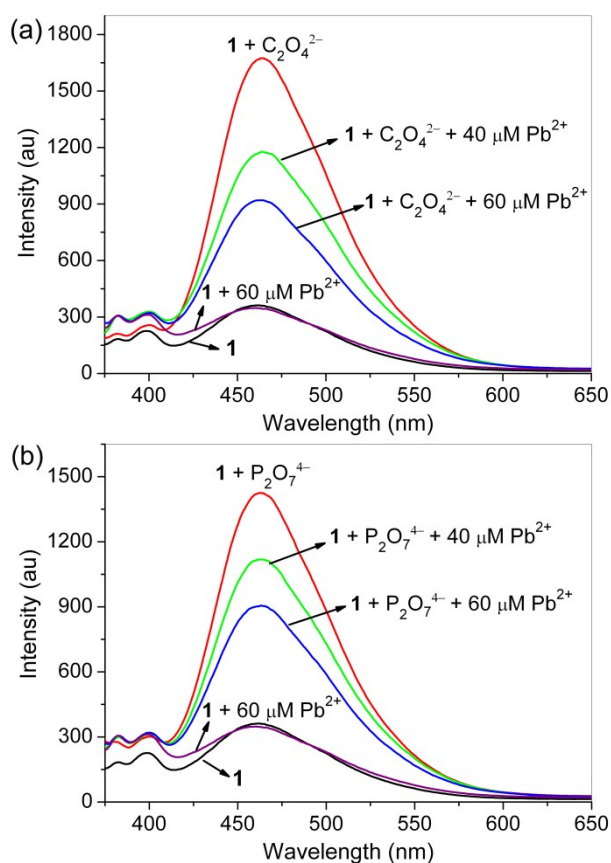 (a)
1 + C₂O₄²⁻
1 + C₂O₄²⁻ + 40 μM Pb²⁺
1 + C₂O₄²⁻ + 60 μM Pb²⁺
1 + 60 μM Pb²⁺
1
Intensity (au)
1800
1500
1200
900
600
300
0
400 450 500 550 600 650
Wavelength (nm)
(b)
1 + P₂O₇⁴⁻
1 + P₂O₇⁴⁻ + 40 μM Pb²⁺
1 + P₂O₇⁴⁻ + 60 μM Pb²⁺
1 + 60 μM Pb²⁺
1
Intensity (au)
1500
1200
900
600
300
0
400 450 500 550 600 650
Wavelength (nm)